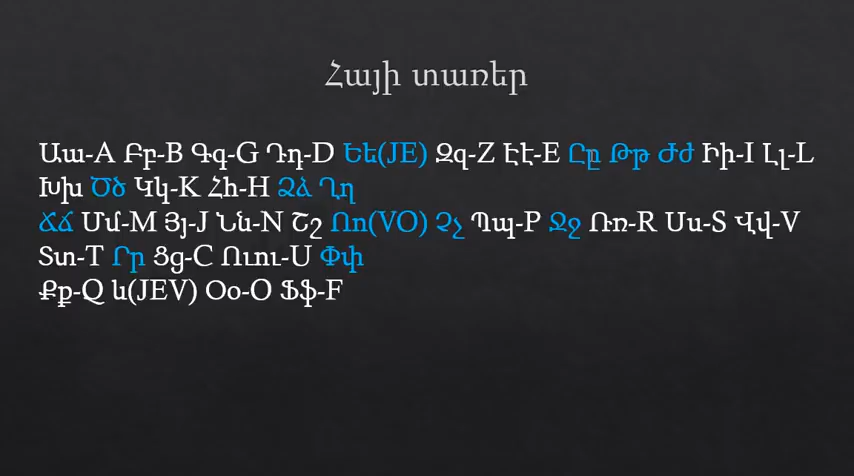 Հայի տառեր
Աա-A Բբ-B Գգ-G Դդ-D Եե(JE) Զզ-Z Էէ-E Ըը Թթ Ժժ Իի-I Լլ-L
Խխ Ծծ Կկ-K Հհ-H Ձձ Ղղ
Ճճ Մմ-M Յյ-J Նն-N Շշ Ոո(VO) Չչ Պպ-P Ջջ Ռռ-R Սս-S Վվ-V
Տտ-T Րր Ցց-C Ուու-U Փփ
Քք-Q և(JEV) Օօ-O Ֆֆ-F